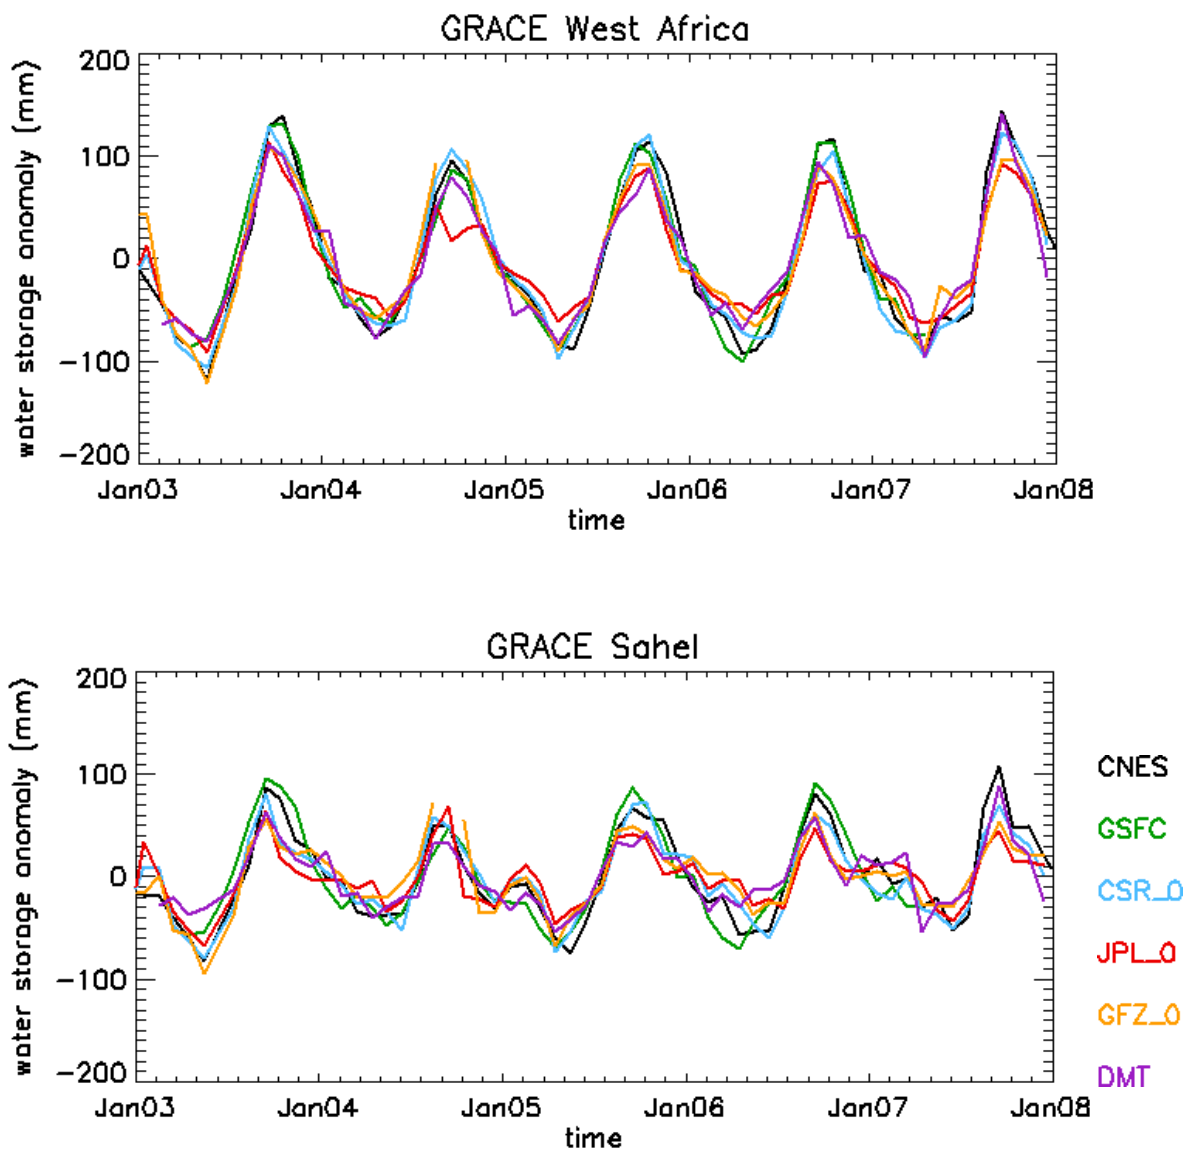 GRACE West Africa
water storage anomaly (mm)
200
100
0
-100
-200
Jan03 Jan04 Jan05 Jan06 Jan07 Jan08
time
GRACE Sahel
water storage anomaly (mm)
200
100
0
-100
-200
Jan03 Jan04 Jan05 Jan06 Jan07 Jan08
time
CNES
GSFC
CSR_0
JPL_0
GFZ_0
DMT